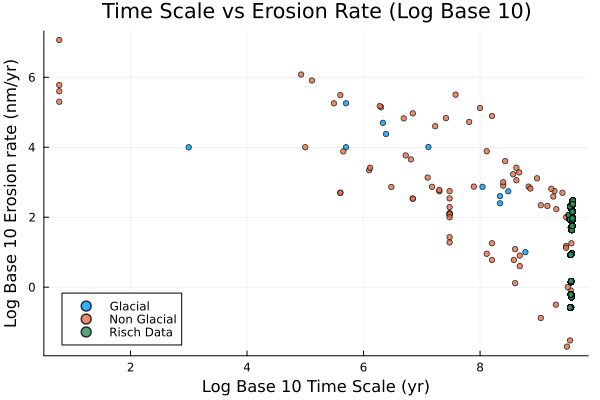 Time Scale vs Erosion Rate (Log Base 10)
Log Base 10 Erosion rate (nm/yr)
6
4
2
0
Glacial
Non Glacial
Risch Data
2 4 6 8
Log Base 10 Time Scale (yr)